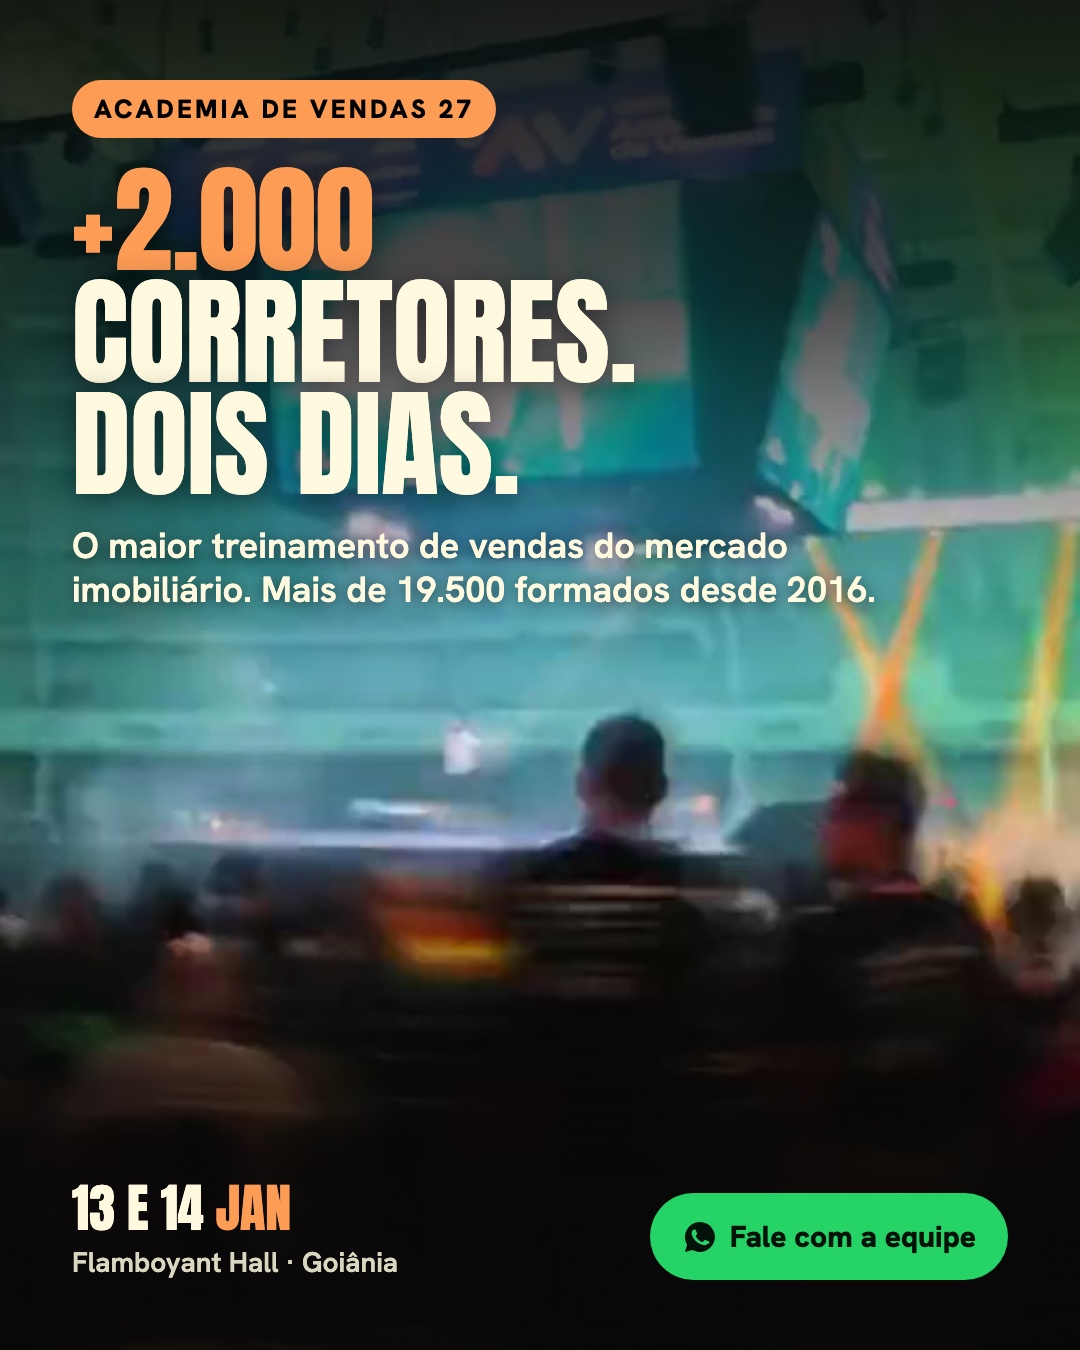 ACADEMIA DE VENDAS 27
+2.000
CORRETORES.
DOIS DIAS.
O maior treinamento de vendas do mercado
imobiliário. Mais de 19.500 formados desde 2016.
13 E 14 JAN
Flamboyant Hall · Goiânia
Fale com a equipe